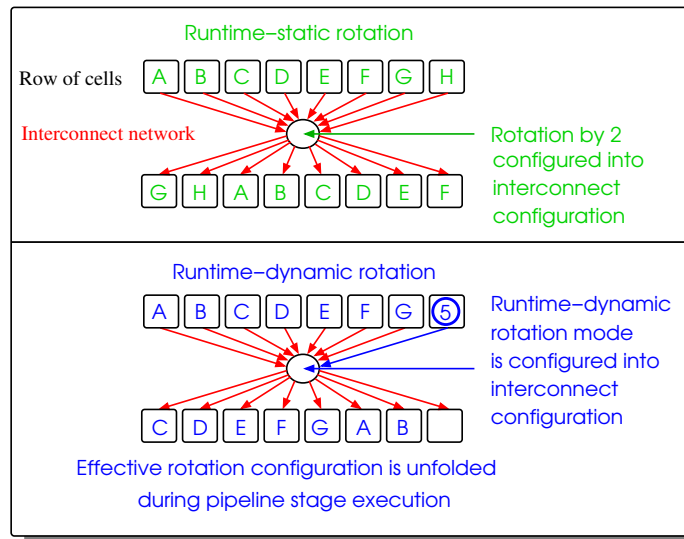 Runtime–static rotation
Row of cells
A B C D E F G H
Interconnect network
Rotation by 2
configured into
interconnect
configuration
G H A B C D E F
Runtime–dynamic rotation
A B C D E F G 5
Runtime–dynamic
rotation mode
is configured into
interconnect
configuration
C D E F G A B
Effective rotation configuration is unfolded
during pipeline stage execution